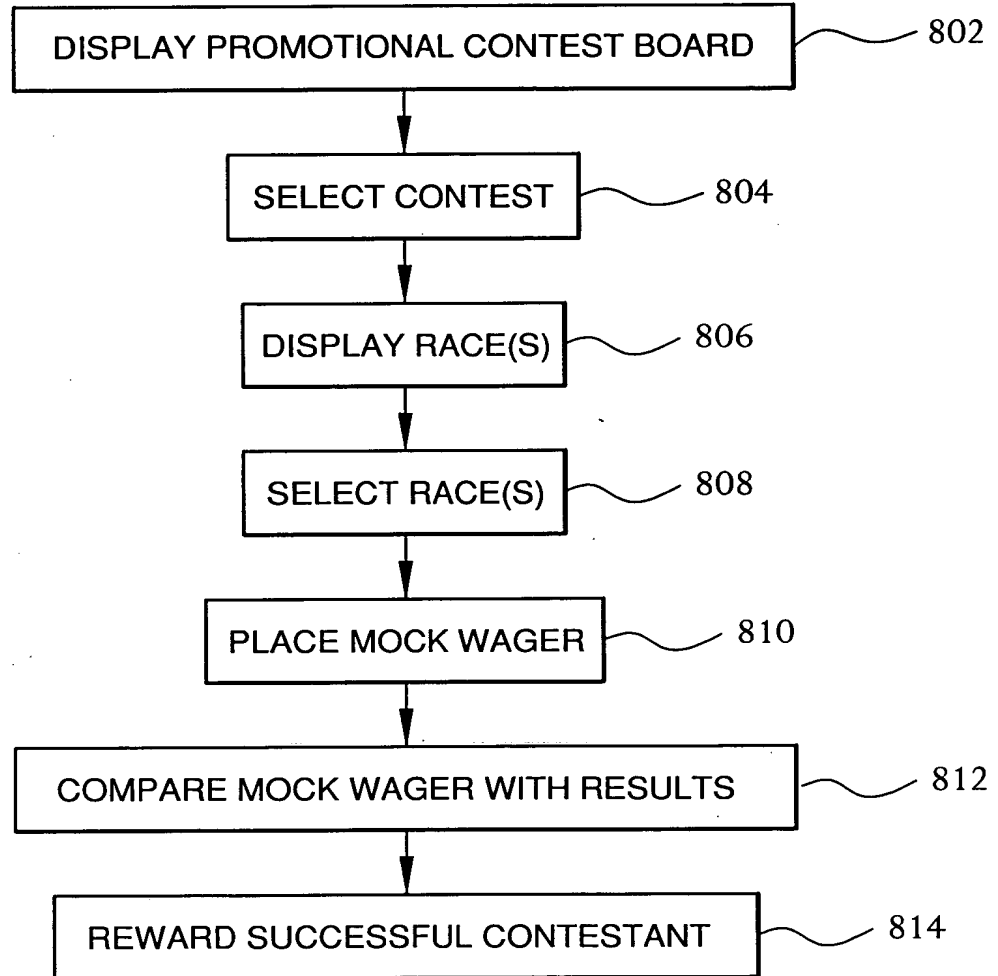 DISPLAY PROMOTIONAL CONTEST BOARD 802
SELECT CONTEST 804
DISPLAY RACE(S) 806
SELECT RACE(S) 808
PLACE MOCK WAGER 810
COMPARE MOCK WAGER WITH RESULTS 812
REWARD SUCCESSFUL CONTESTANT 814